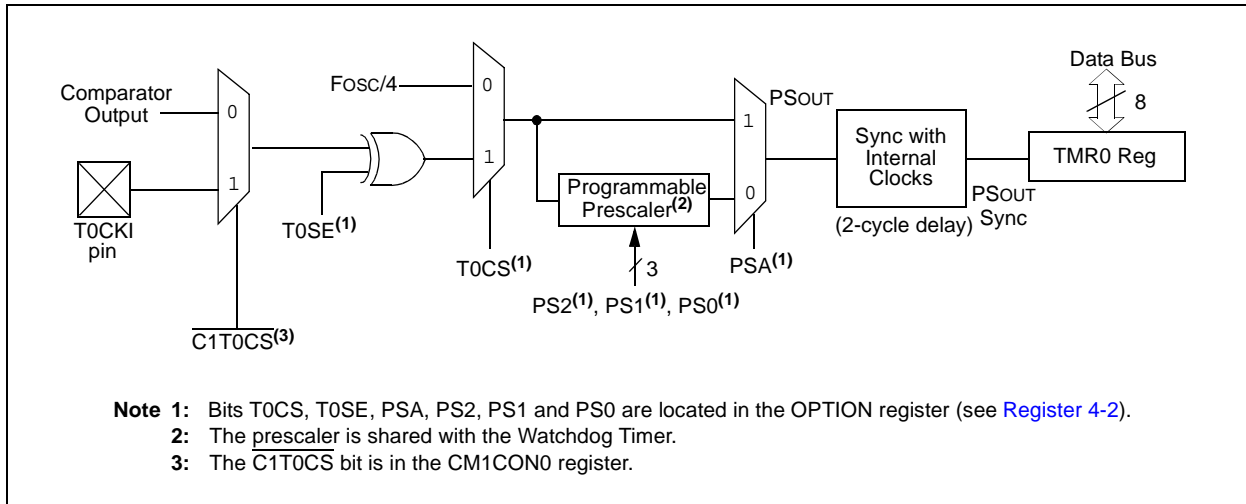 Data Bus
8
FOSC/4
0
1
Comparator
Output
0
1
T0CKI
pin
T0SE(1)
T0CS(1)
Programmable
Prescaler(2)
3
PS2(1), PS1(1), PS0(1)
1
0
PSOUT
PSA(1)
Sync with
Internal
Clocks
(2-cycle delay)
PSOUT
Sync
TMR0 Reg
C1T0CS(3)
Note 1: Bits T0CS, T0SE, PSA, PS2, PS1 and PS0 are located in the OPTION register (see Register 4-2).
2: The prescaler is shared with the Watchdog Timer.
3: The C1T0CS bit is in the CM1CON0 register.